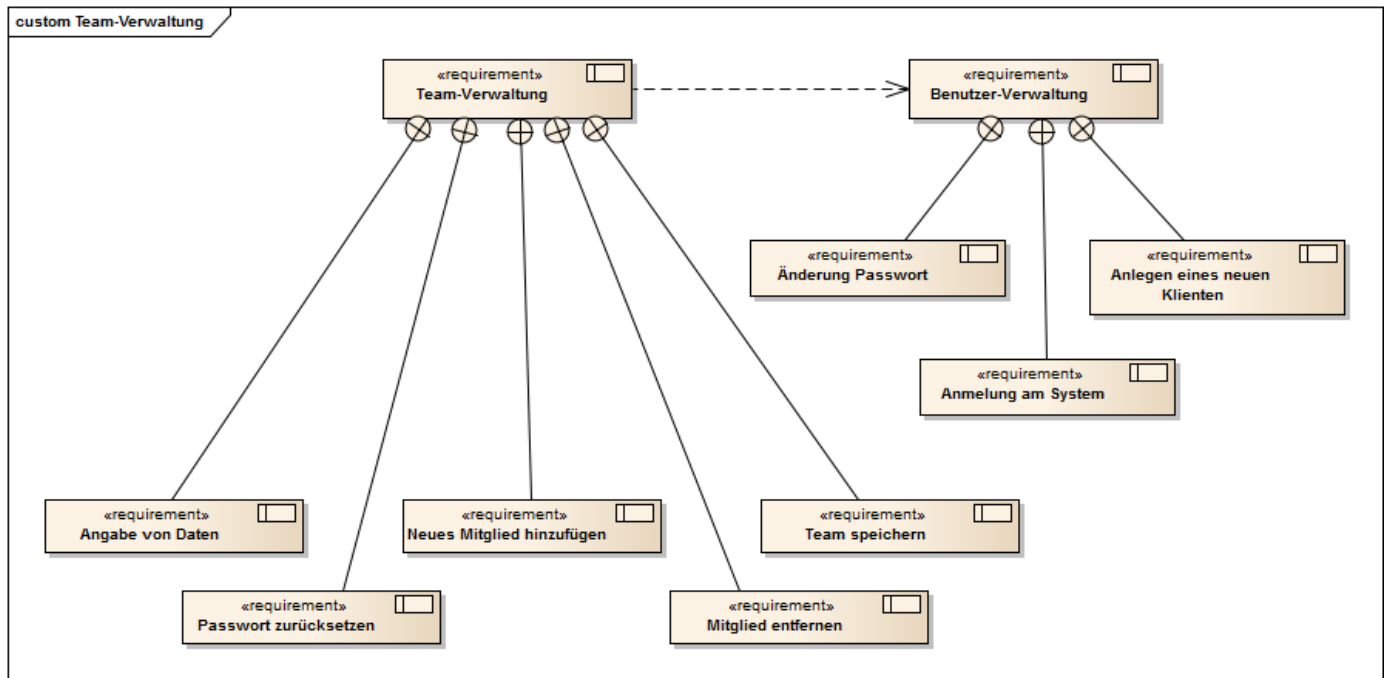 custom Team-Verwaltung
«requirement»
Team-Verwaltung
«requirement»
Benutzer-Verwaltung
«requirement»
Änderung Passwort
«requirement»
Anlegen eines neuen
Klienten
«requirement»
Anmelung am System
«requirement»
Angabe von Daten
«requirement»
Neues Mitglied hinzufügen
«requirement»
Team speichern
«requirement»
Passwort zurücksetzen
«requirement»
Mitglied entfernen